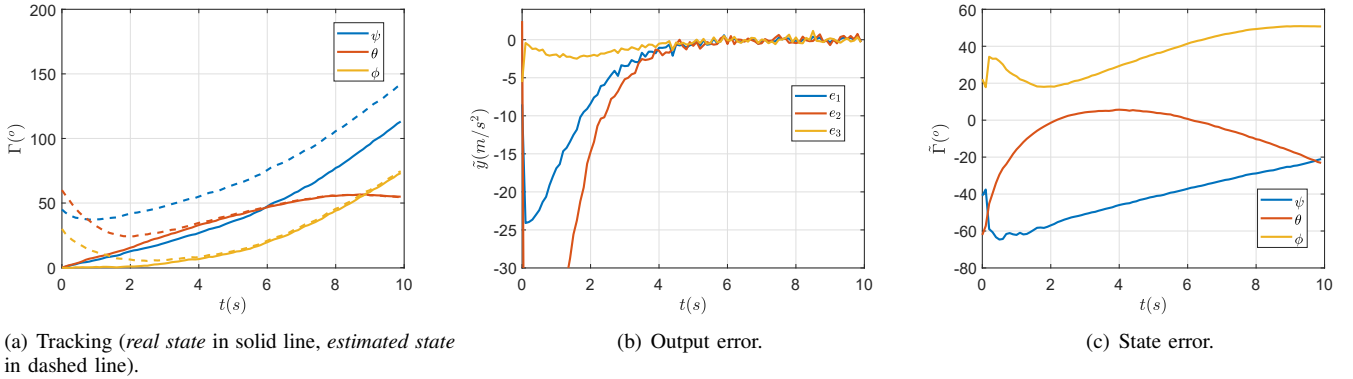 200
150
100
50
0
Γ(°)
ψ
θ
ϕ
0 2 4 6 8 10
t(s)
0
-5
-10
-15
-20
-25
-30
ỹ(m/s²)
e₁
e₂
e₃
0 2 4 6 8 10
t(s)
60
40
20
0
-20
-40
-60
-80
Γ̃(°)
ψ
θ
ϕ
0 2 4 6 8 10
t(s)
(a) Tracking (real state in solid line, estimated state
in dashed line).
(b) Output error.
(c) State error.